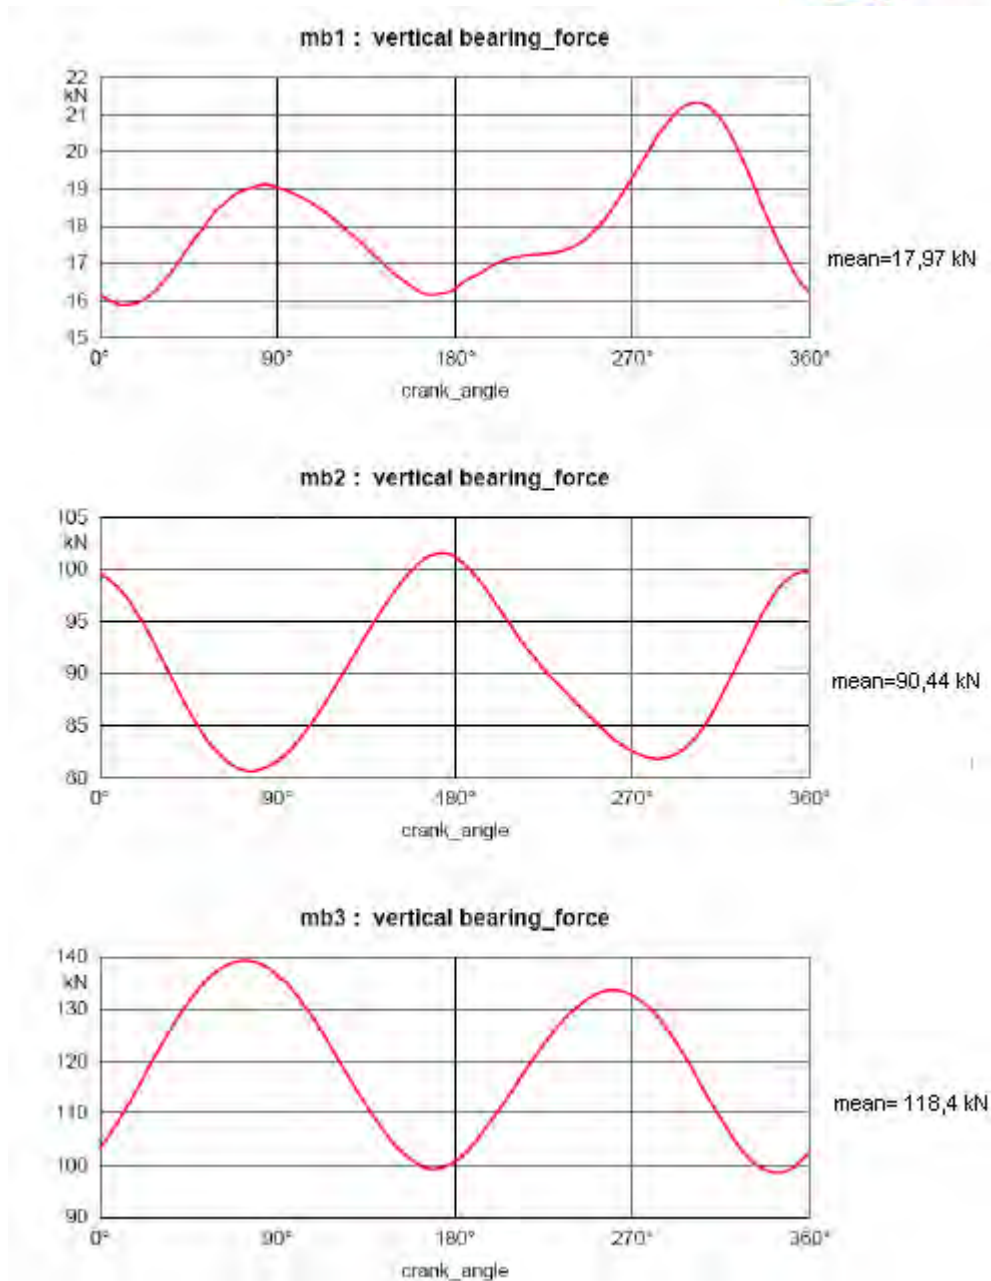 mb1 : vertical bearing_force
22
kN
21
20
19
18
17
16
15
0° 90° 180° 270° 360°
crank_angle
mean=17,97 kN
mb2 : vertical bearing_force
105
kN
100
95
90
85
80
0° 90° 180° 270° 360°
crank_angle
mean=90,44 kN
mb3 : vertical bearing_force
140
kN
130
120
110
100
90
0° 90° 180° 270° 360°
crank_angle
mean= 118,4 kN